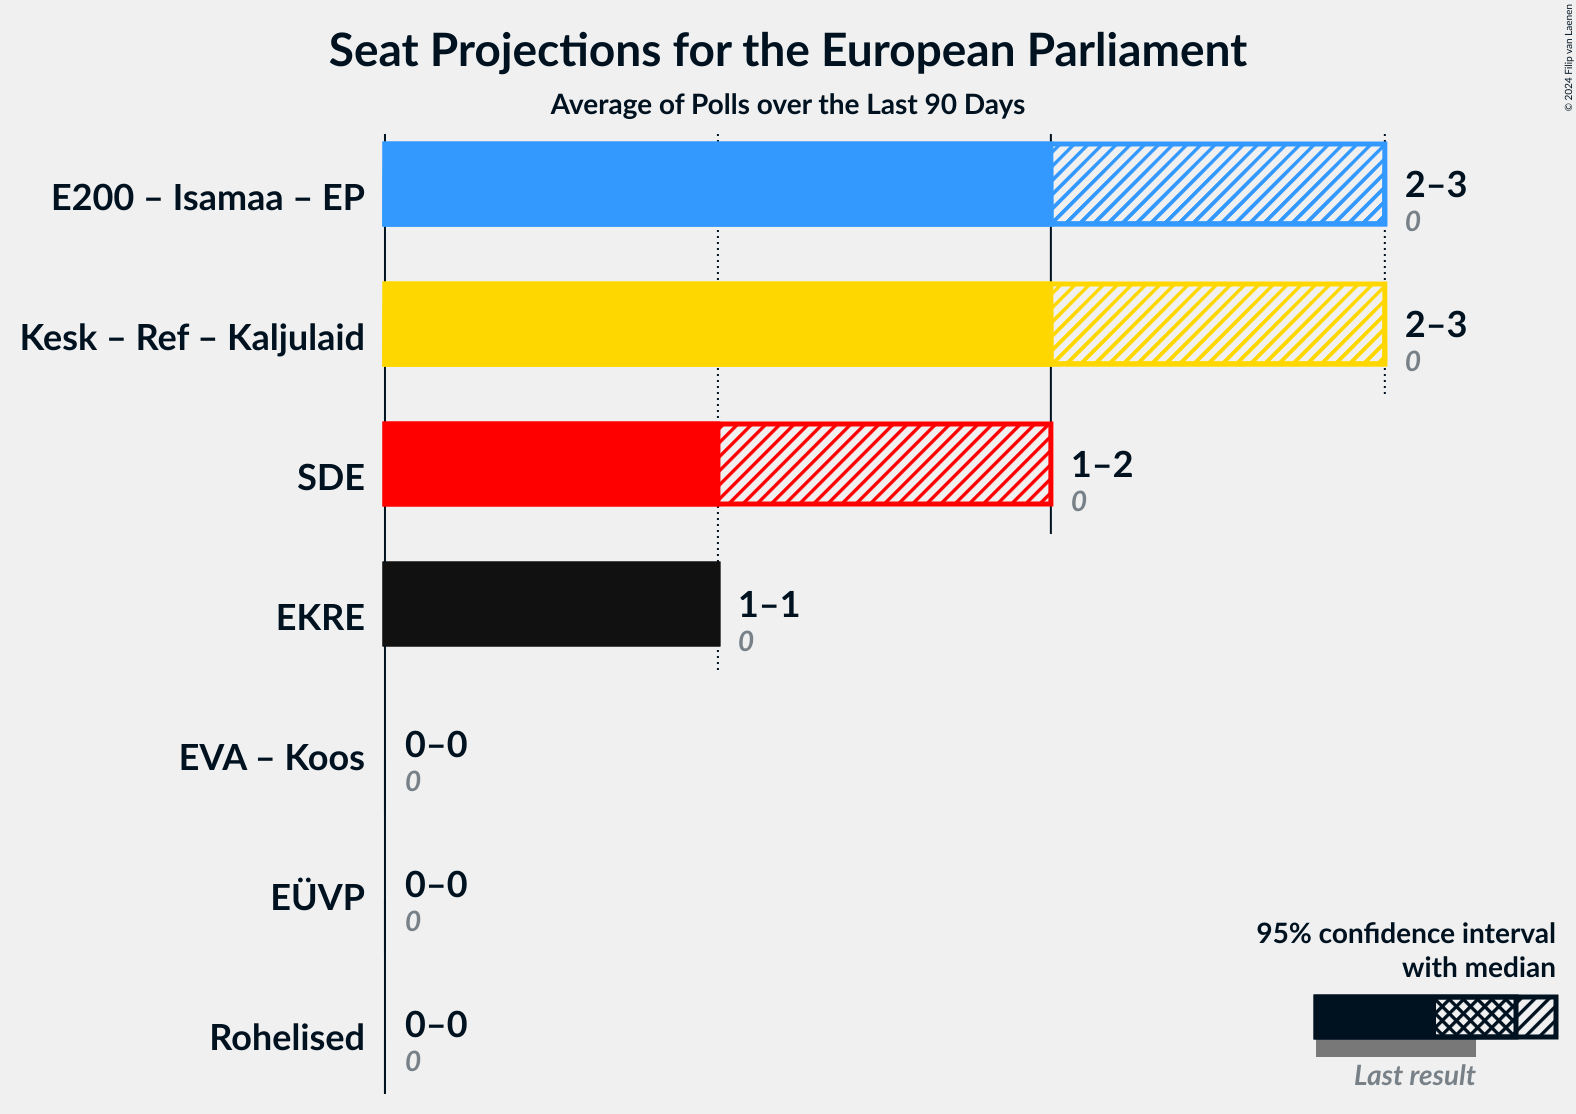 Seat Projections for the European Parliament
Average of Polls over the Last 90 Days
© 2024 Filip van Laenen
E200 – Isamaa – EP
2–3
0
Kesk – Ref – Kaljulaid
2–3
0
SDE
1–2
0
EKRE
1–1
0
EVA – Koos
0–0
0
EÜVP
0–0
0
Rohelised
0–0
0
95% confidence interval
with median
Last result